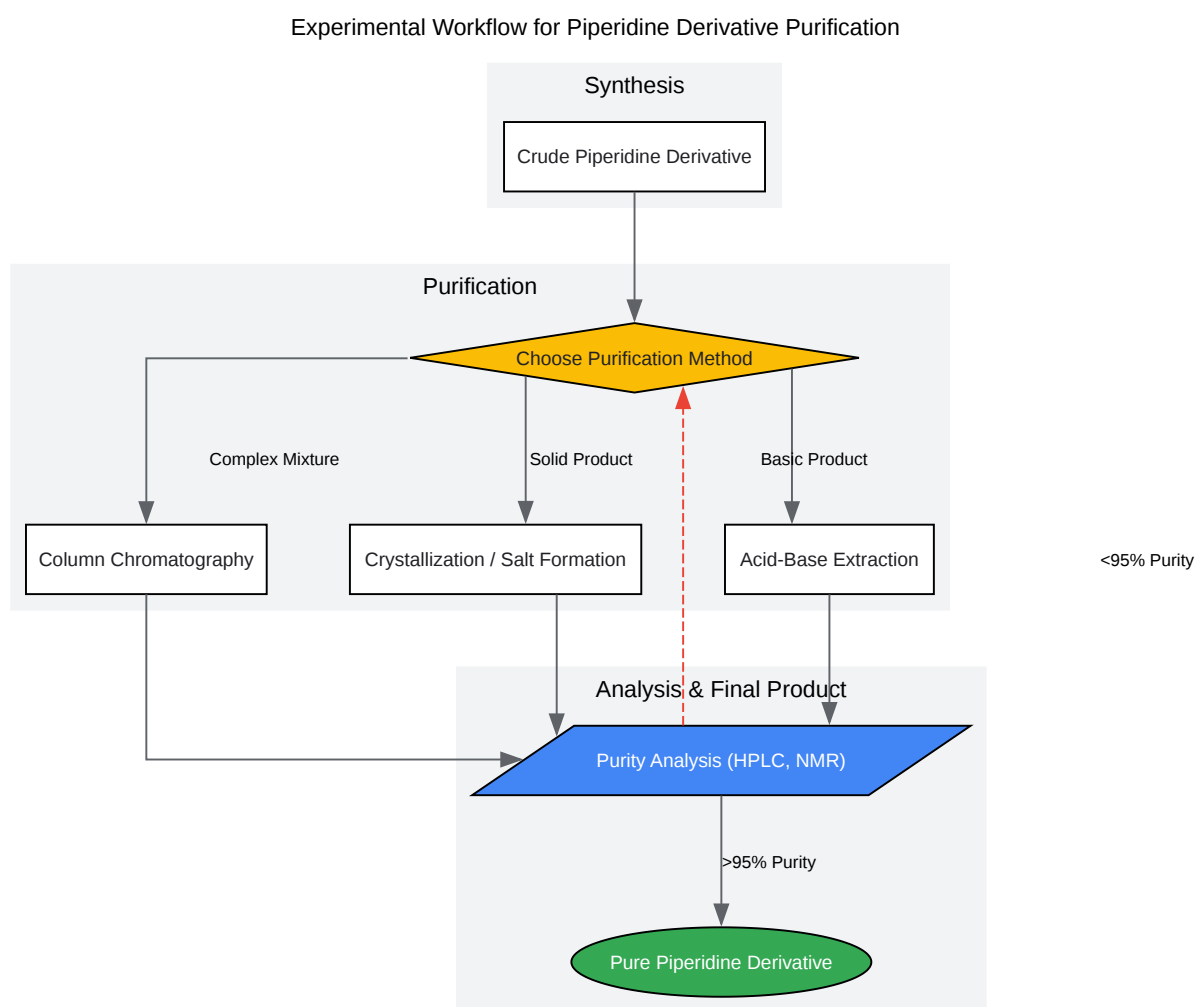 Experimental Workflow for Piperidine Derivative Purification
Synthesis
Crude Piperidine Derivative
Purification
Choose Purification Method
Complex Mixture
Solid Product
Basic Product
Column Chromatography
Crystallization / Salt Formation
Acid-Base Extraction
<95% Purity
Analysis & Final Product
Purity Analysis (HPLC, NMR)
>95% Purity
Pure Piperidine Derivative